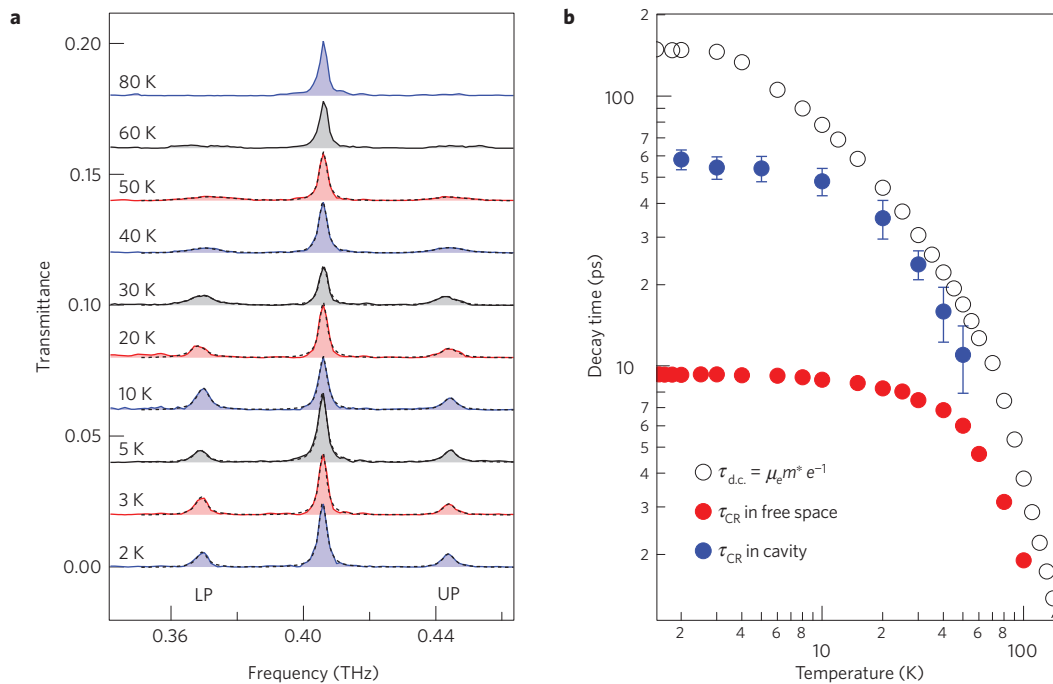 a
Transmittance
0.20
0.15
0.10
0.05
0.00
80 K
60 K
50 K
40 K
30 K
20 K
10 K
5 K
3 K
2 K
LP
UP
0.36
0.40
0.44
Frequency (THz)
b
Decay time (ps)
2
100
7
6
5
4
3
2
10
7
6
5
4
3
2
τd.c. = μe m* e−1
τCR in free space
τCR in cavity
2
4
6
8
10
2
4
6
8
100
Temperature (K)